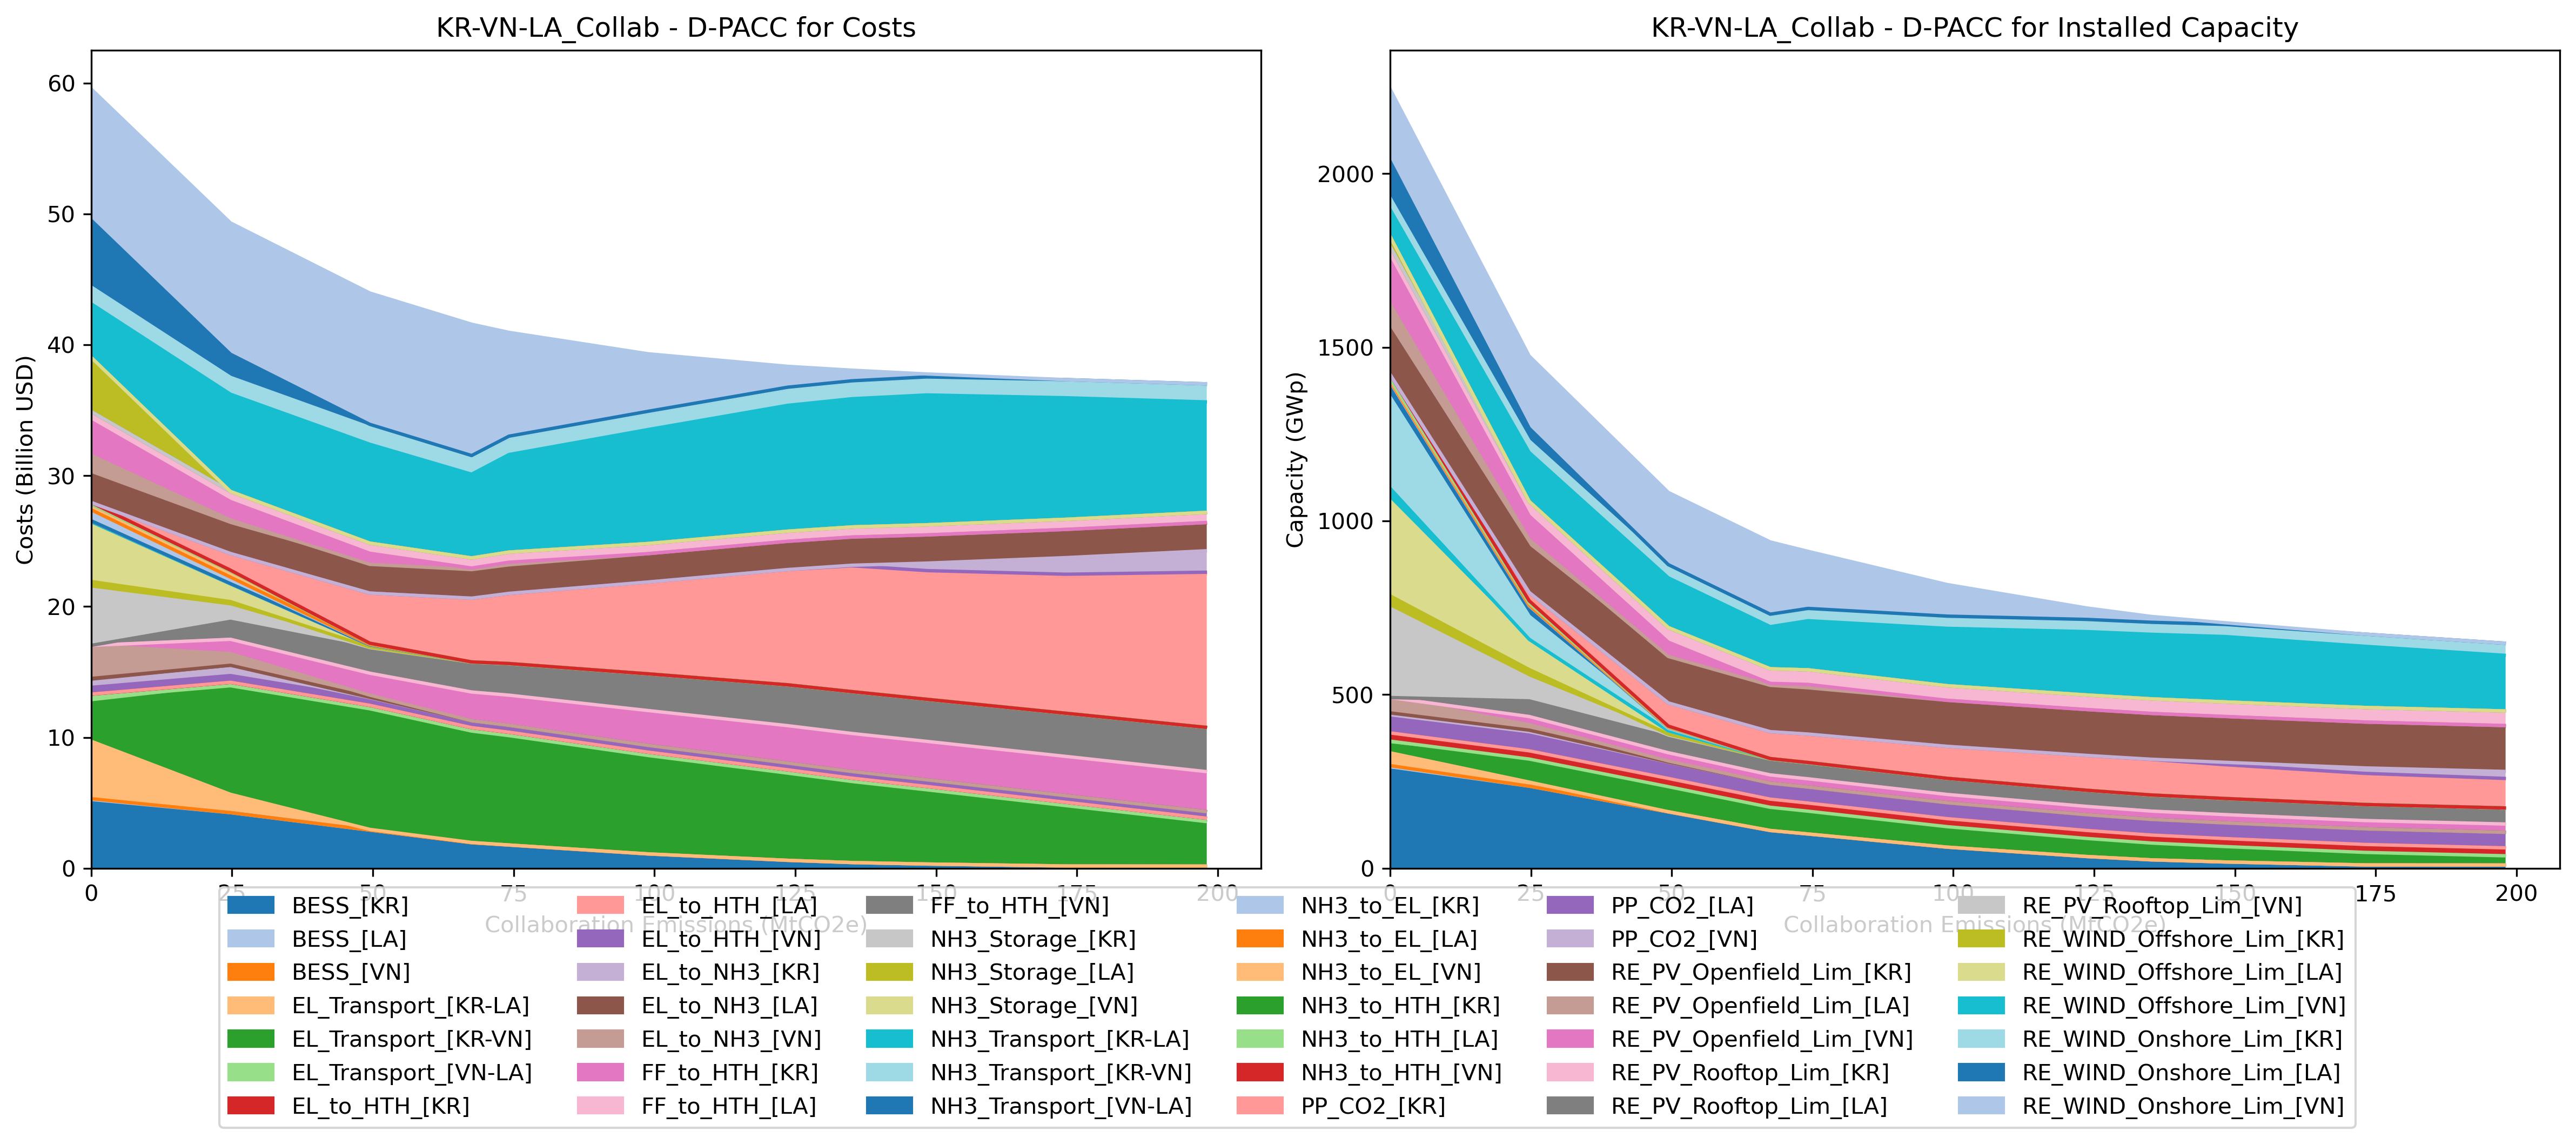 KR-VN-LA_Collab - D-PACC for Costs
60
50
40
30
20
10
0
Costs (Billion USD)
0 25 50 75 100 125 150 175 200
Collaboration Emissions (MtCO2e)
KR-VN-LA_Collab - D-PACC for Installed Capacity
2000
1500
1000
500
0
Capacity (GWp)
0 25 50 75 100 125 150 175 200
Collaboration Emissions (MtCO2e)
BESS_[KR]
BESS_[LA]
BESS_[VN]
EL_Transport_[KR-LA]
EL_Transport_[KR-VN]
EL_Transport_[VN-LA]
EL_to_HTH_[KR]
EL_to_HTH_[LA]
EL_to_HTH_[VN]
EL_to_NH3_[KR]
EL_to_NH3_[LA]
EL_to_NH3_[VN]
FF_to_HTH_[KR]
FF_to_HTH_[LA]
FF_to_HTH_[VN]
NH3_Storage_[KR]
NH3_Storage_[LA]
NH3_Storage_[VN]
NH3_Transport_[KR-LA]
NH3_Transport_[KR-VN]
NH3_Transport_[VN-LA]
NH3_to_EL_[KR]
NH3_to_EL_[LA]
NH3_to_EL_[VN]
NH3_to_HTH_[KR]
NH3_to_HTH_[LA]
NH3_to_HTH_[VN]
PP_CO2_[KR]
PP_CO2_[LA]
PP_CO2_[VN]
RE_PV_Openfield_Lim_[KR]
RE_PV_Openfield_Lim_[LA]
RE_PV_Openfield_Lim_[VN]
RE_PV_Rooftop_Lim_[KR]
RE_PV_Rooftop_Lim_[LA]
RE_PV_Rooftop_Lim_[VN]
RE_WIND_Offshore_Lim_[KR]
RE_WIND_Offshore_Lim_[LA]
RE_WIND_Offshore_Lim_[VN]
RE_WIND_Onshore_Lim_[KR]
RE_WIND_Onshore_Lim_[LA]
RE_WIND_Onshore_Lim_[VN]